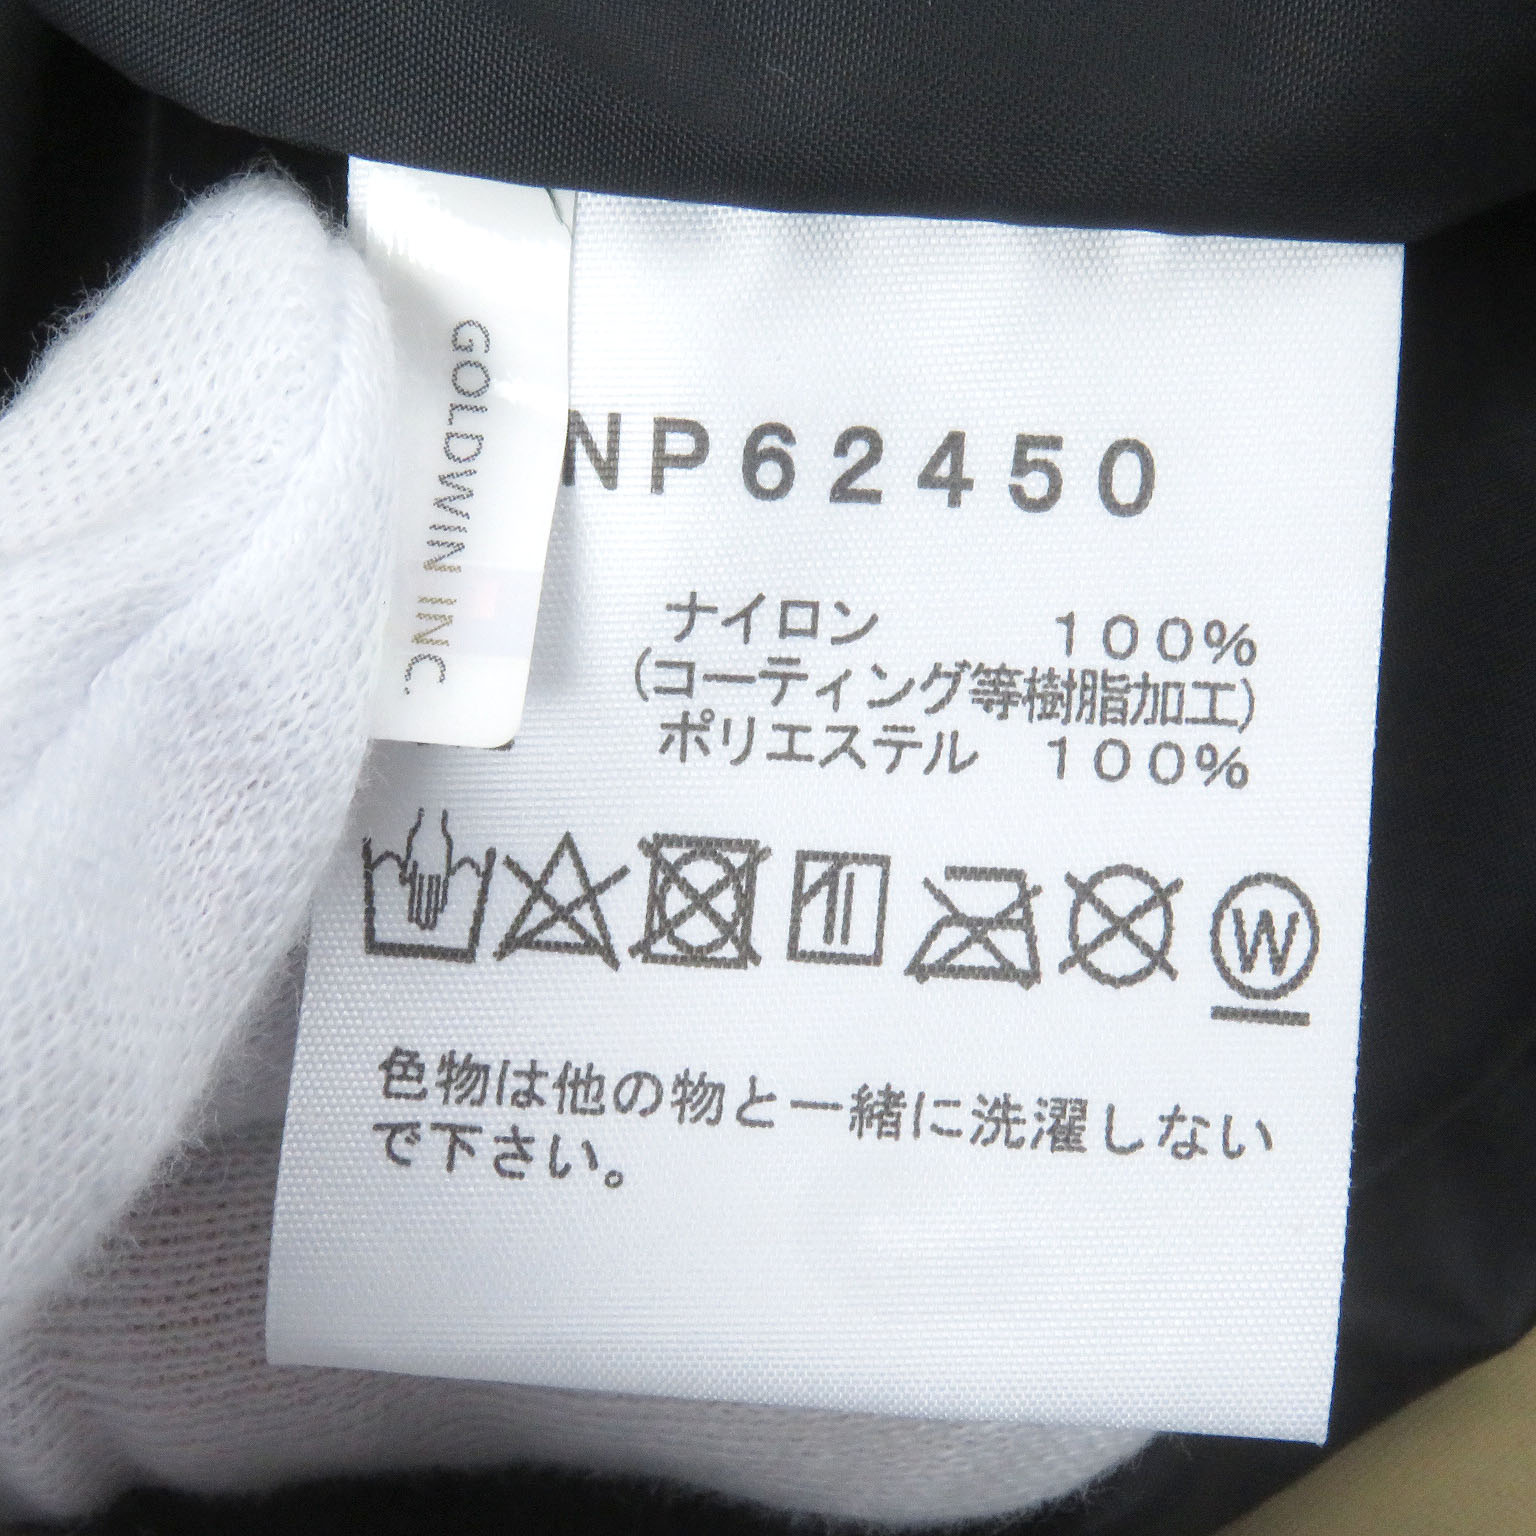 GOLDWIN INC.
NP62450
ナイロン 100%
(コーティング等樹脂加工)
ポリエステル 100%
W
色物は他の物と一緒に洗濯しない
で下さい。